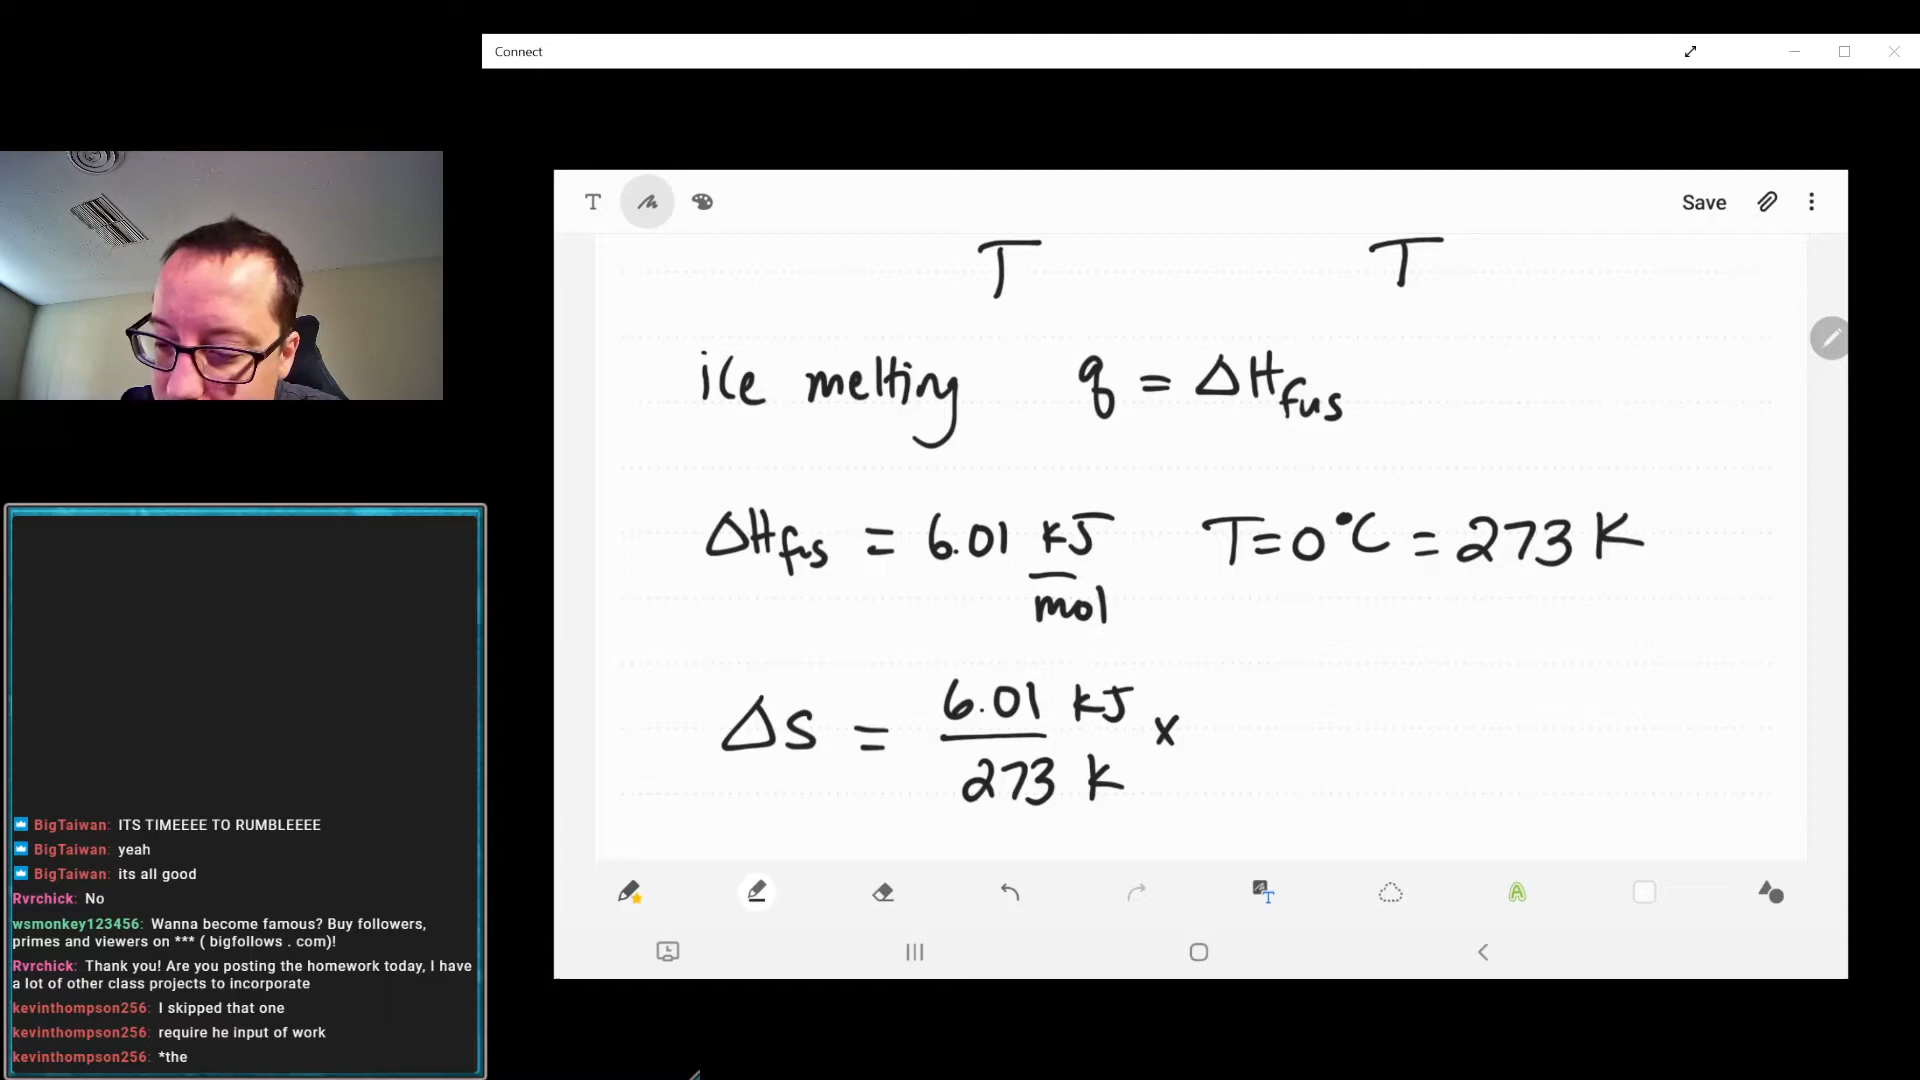 Connect
T
Save
T T
ice melting q = ΔHfus
ΔHfus = 6.01 kJ/mol T=0°C = 273 K
ΔS = 6.01 kJ/273 K x
T
A
BigTaiwan: ITS TIMEEEE TO RUMBLEEEE
BigTaiwan: yeah
BigTaiwan: its all good
Rvrchick: No
wsmonkey123456: Wanna become famous? Buy followers,
primes and viewers on *** ( bigfollows . com)!
Rvrchick: Thank you! Are you posting the homework today, I have
a lot of other class projects to incorporate
kevinthompson256: I skipped that one
kevinthompson256: require he input of work
kevinthompson256: *the